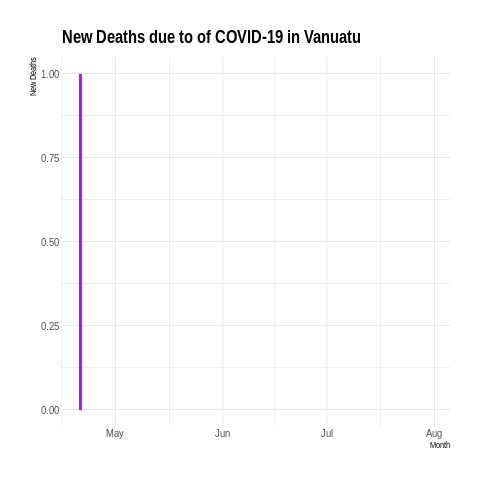 New Deaths due to of COVID-19 in Vanuatu
New Deaths
1.00
0.75
0.50
0.25
0.00
May Jun Jul Aug
Month